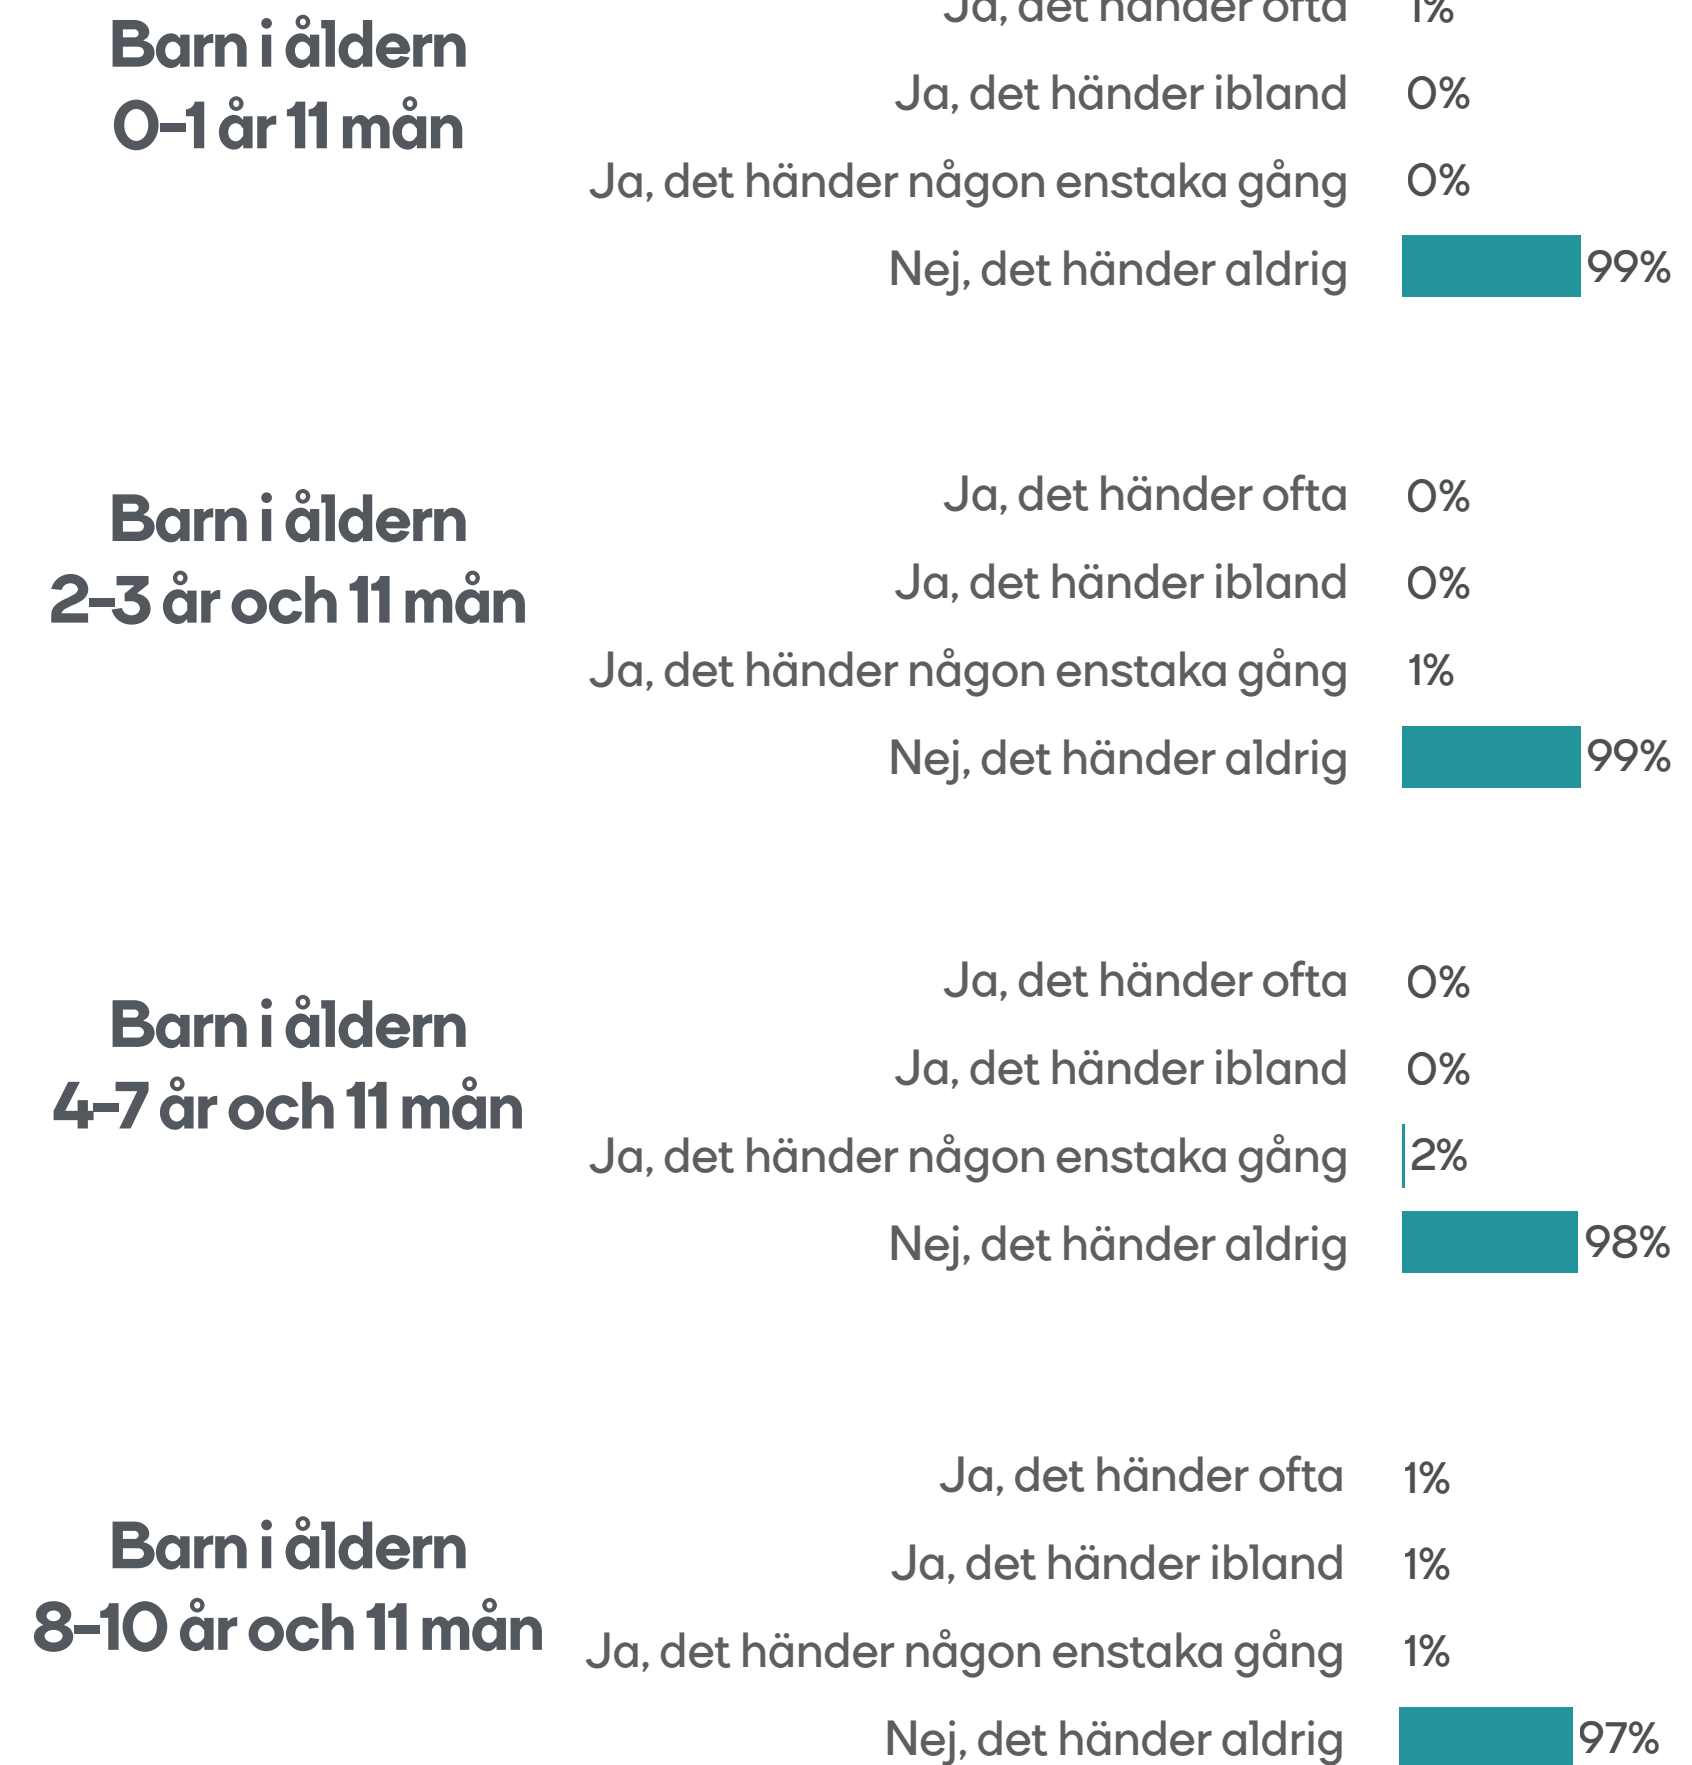 Barn i åldern
0–1 år 11 mån
Ja, det händer ofta 1%
Ja, det händer ibland 0%
Ja, det händer någon enstaka gång 0%
Nej, det händer aldrig 99%
Barn i åldern
2–3 år och 11 mån
Ja, det händer ofta 0%
Ja, det händer ibland 0%
Ja, det händer någon enstaka gång 1%
Nej, det händer aldrig 99%
Barn i åldern
4–7 år och 11 mån
Ja, det händer ofta 0%
Ja, det händer ibland 0%
Ja, det händer någon enstaka gång 2%
Nej, det händer aldrig 98%
Barn i åldern
8–10 år och 11 mån
Ja, det händer ofta 1%
Ja, det händer ibland 1%
Ja, det händer någon enstaka gång 1%
Nej, det händer aldrig 97%